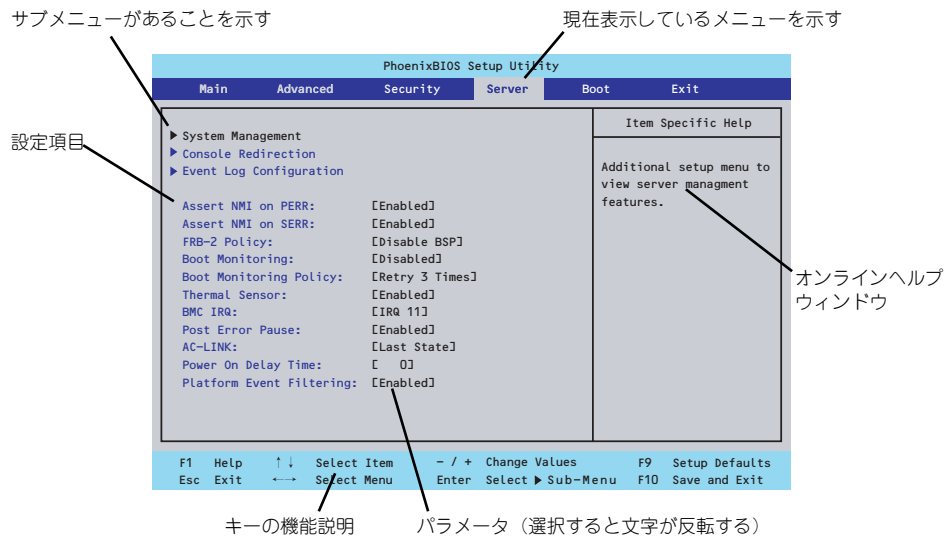 サブメニューがあることを示す
現在表示しているメニューを示す
PhoenixBIOS Setup Utility
Main Advanced Security Server Boot Exit
設定項目
▶ System Management
▶ Console Redirection
▶ Event Log Configuration
Assert NMI on PERR: [Enabled]
Assert NMI on SERR: [Enabled]
FRB-2 Policy: [Disable BSP]
Boot Monitoring: [Disabled]
Boot Monitoring Policy: [Retry 3 Times]
Thermal Sensor: [Enabled]
BMC IRQ: [IRQ 11]
Post Error Pause: [Enabled]
AC-LINK: [Last State]
Power On Delay Time: [ 0]
Platform Event Filtering: [Enabled]
Item Specific Help
Additional setup menu to
view server managment
features.
オンラインヘルプ
ウィンドウ
F1 Help ↑↓ Select Item - / + Change Values F9 Setup Defaults
Esc Exit ←→ Select Menu Enter Select ▶ Sub-Menu F10 Save and Exit
キーの機能説明
パラメータ（選択すると文字が反転する）